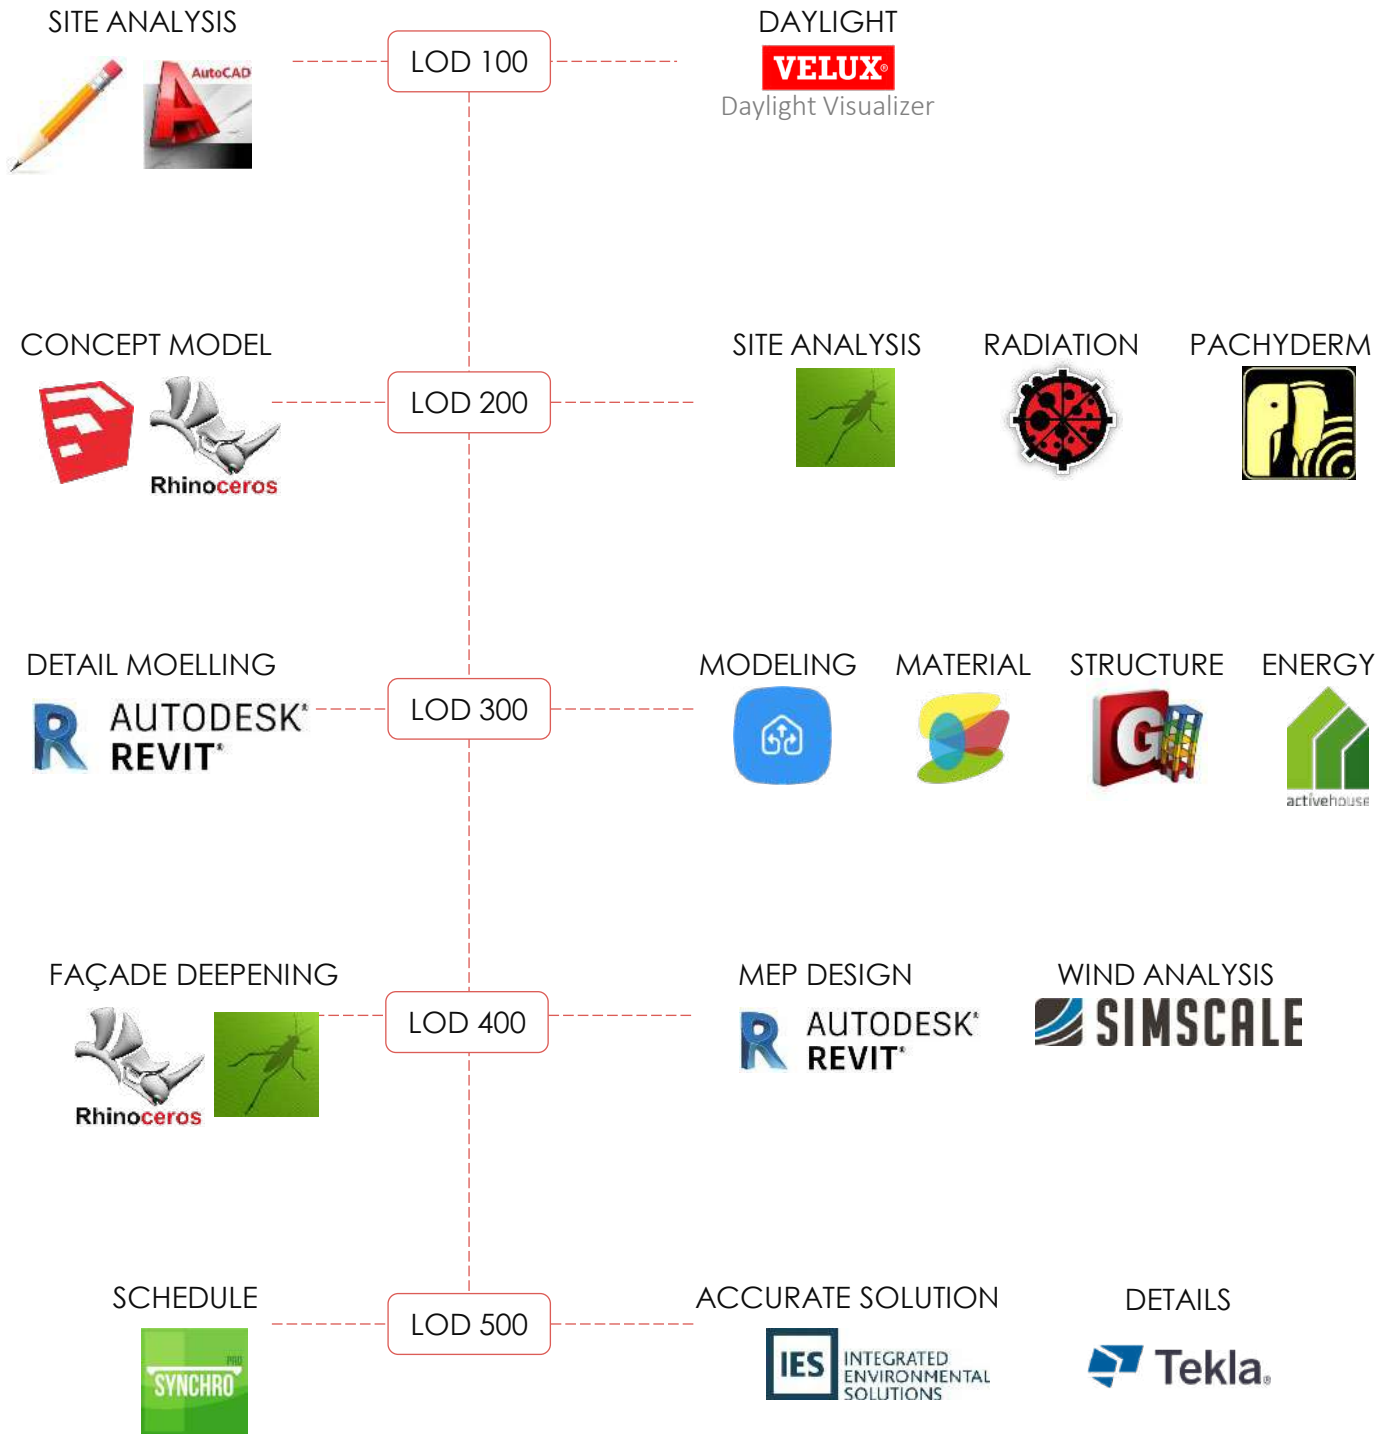 SITE ANALYSIS
LOD 100
DAYLIGHT
AutoCAD
VELUX®
Daylight Visualizer
CONCEPT MODEL
LOD 200
SITE ANALYSIS
RADIATION
PACHYDERM
Rhinoceros
DETAIL MOELLING
LOD 300
MODELING
MATERIAL
STRUCTURE
ENERGY
AUTODESK®
REVIT®
G
activehouse
FAÇADE DEEPENING
LOD 400
MEP DESIGN
WIND ANALYSIS
Rhinoceros
AUTODESK®
REVIT®
SIMSCALE
SCHEDULE
LOD 500
ACCURATE SOLUTION
DETAILS
PRO
SYNCHRO
IES
INTEGRATED
ENVIRONMENTAL
SOLUTIONS
Tekla®